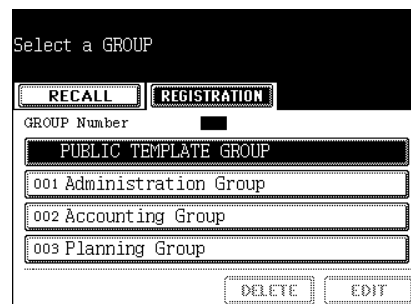 Select a GROUP
RECALL REGISTRATION
GROUP Number
PUBLIC TEMPLATE GROUP
001 Administration Group
002 Accounting Group
003 Planning Group
DELETE EDIT